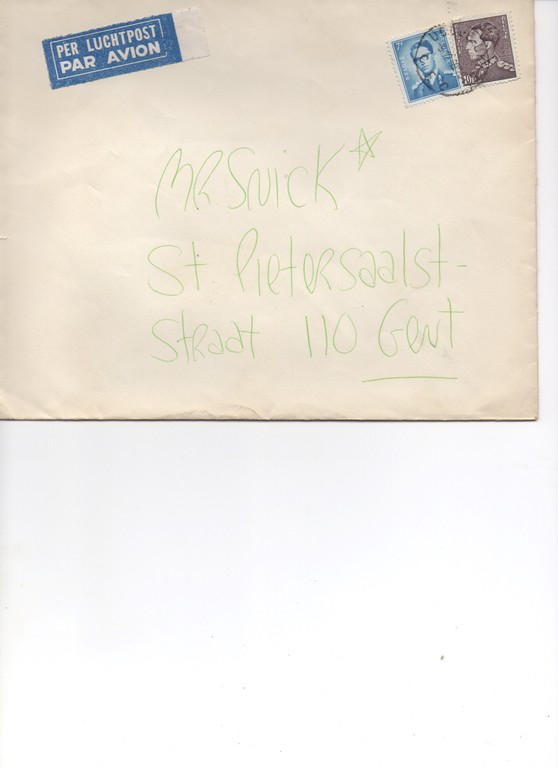 PER LUCHTPOST
PAR AVION
MR. SNICK
St Pietersaalst-
straat 110 Gent